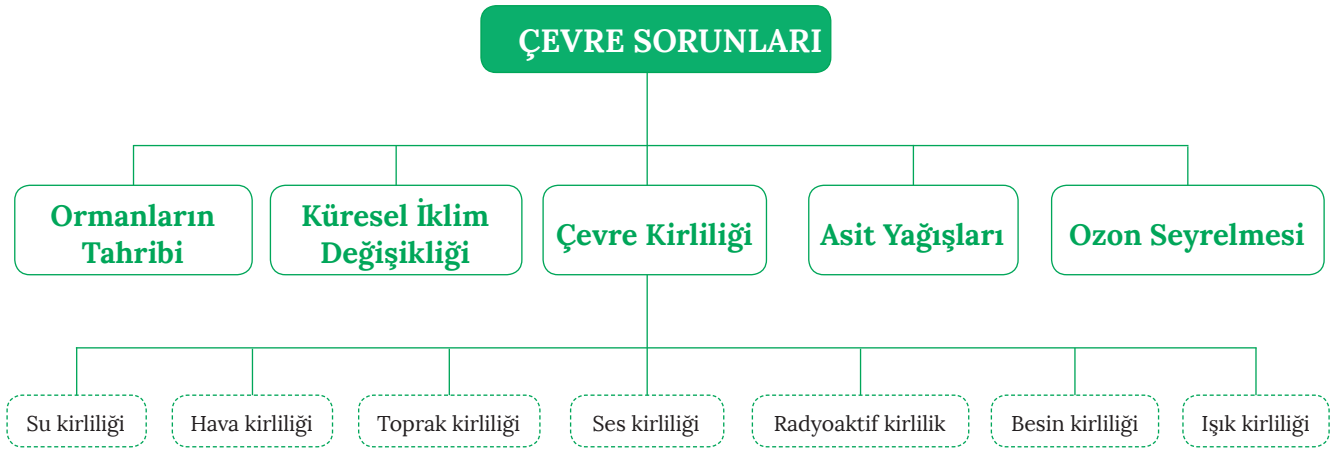 ÇEVRE SORUNLARI
Ormanların
Tahribi
Küresel İklim
Değişikliği
Çevre Kirliliği
Asit Yağışları
Ozon Seyrelmesi
Su kirliliği
Hava kirliliği
Toprak kirliliği
Ses kirliliği
Radyoaktif kirlilik
Besin kirliliği
Işık kirliliği